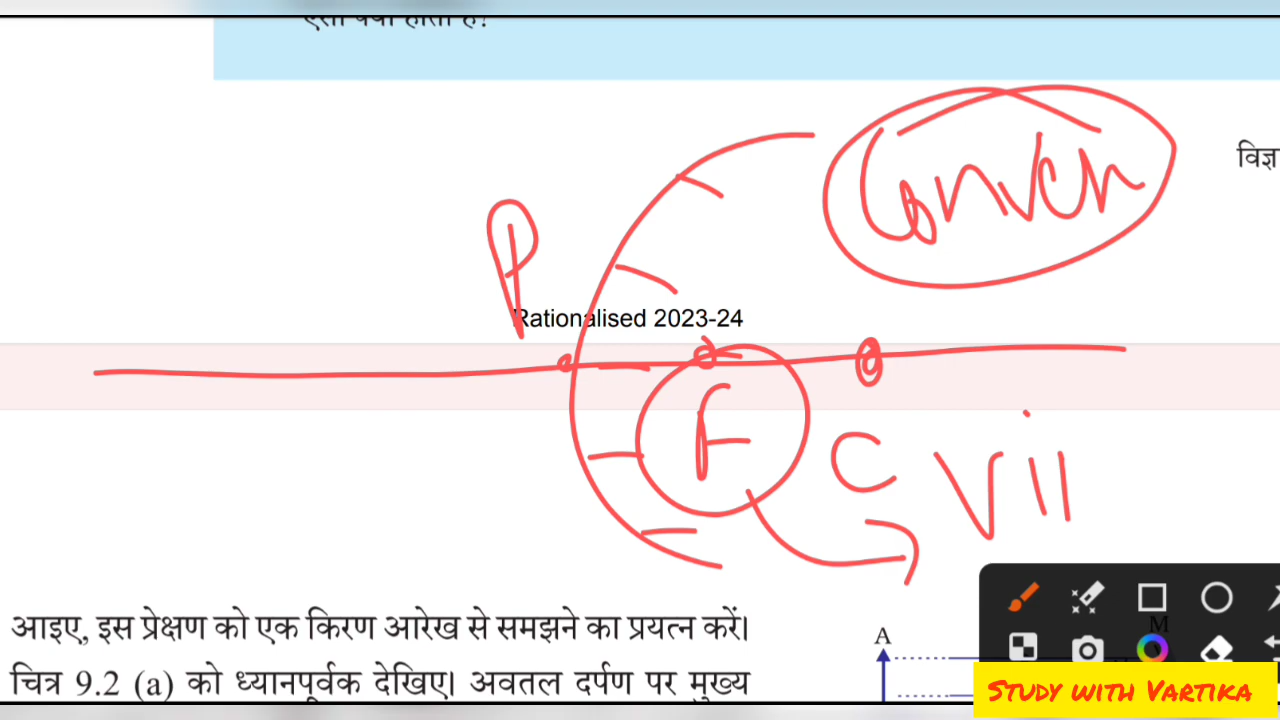 ऐसा क्यों होता है?
Convex
विज्ञ
P
Rationalised 2023-24
F
C
Vii
आइए, इस प्रेक्षण को एक किरण आरेख से समझने का प्रयत्न करें।
A
M
चित्र 9.2 (a) को ध्यानपूर्वक देखिए। अवतल दर्पण पर मुख्य
STUDY WITH VARTIKA